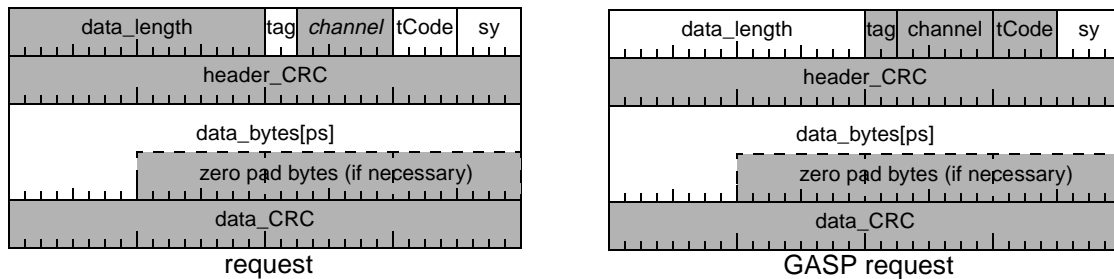 data_length tag channel tCode sy
header_CRC
data_bytes[ps]
zero pad bytes (if necessary)
data_CRC
request
data_length tag channel tCode sy
header_CRC
data_bytes[ps]
zero pad bytes (if necessary)
data_CRC
GASP request